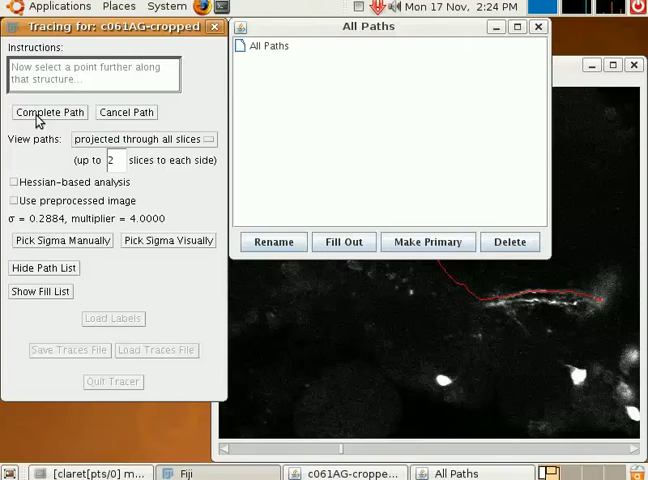 Applications Places System
Mon 17 Nov, 2:24 PM
Tracing for: c061AG-cropped
Instructions:
Now select a point further along
that structure...
Complete Path Cancel Path
View paths: projected through all slices
(up to 2 slices to each side)
Hessian-based analysis
Use preprocessed image
σ = 0.2884, multiplier = 4.0000
Pick Sigma Manually Pick Sigma Visually
Hide Path List
Show Fill List
Load Labels
Save Traces File Load Traces File
Quit Tracer
All Paths
All Paths
Rename Fill Out Make Primary Delete
[claret[pts/0] m... Fiji c061AG-croppe... All Paths